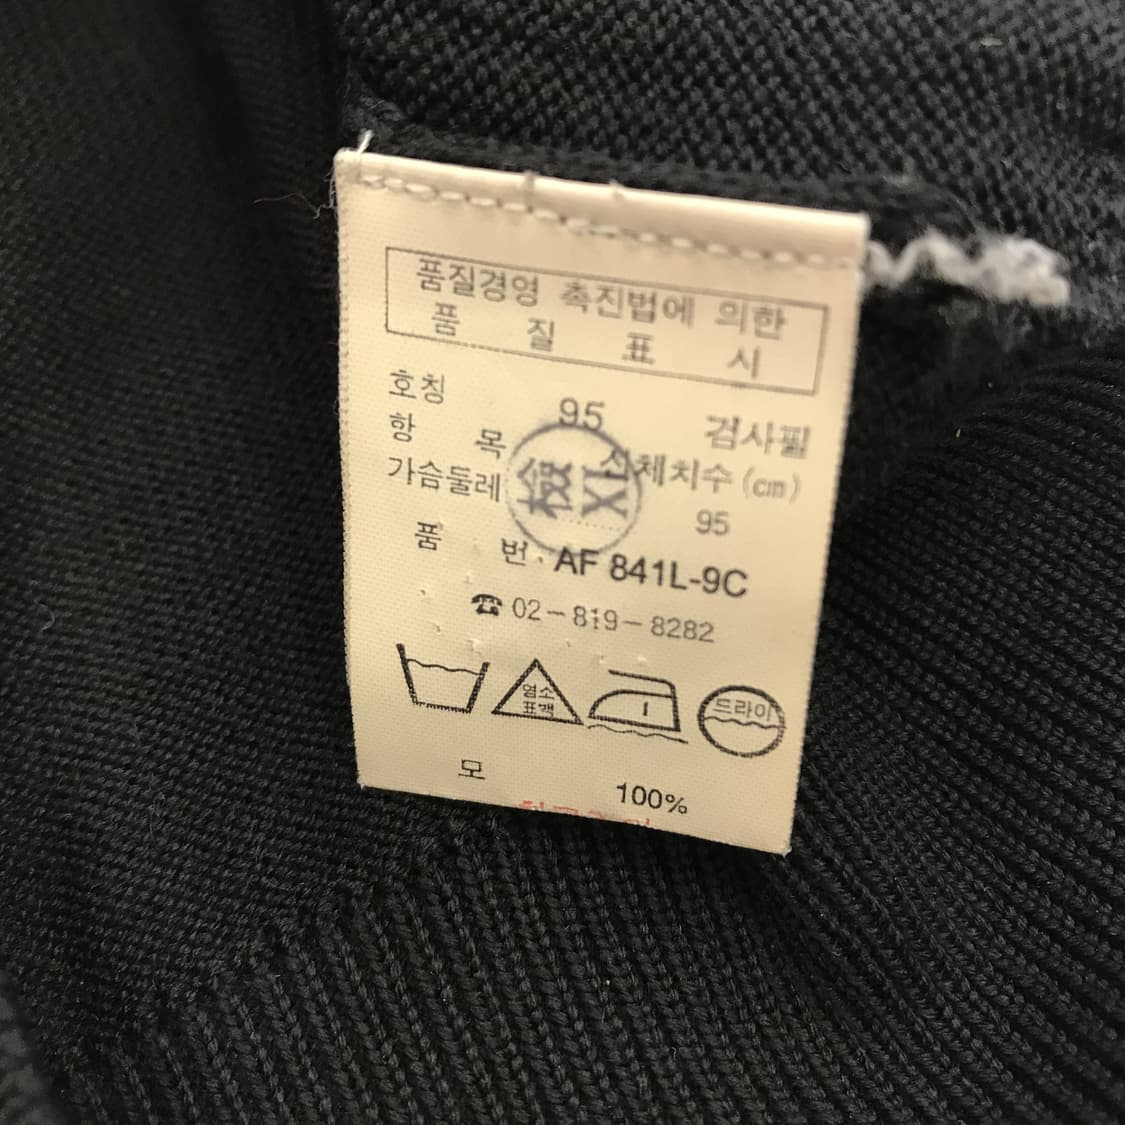 품질경영 촉진법에 의한
품 질 표 시
호칭 95 검사필
항 목 신체치수 (cm)
가슴둘레 95
檢 XL
품 번 · AF 841L-9C
☎ 02-819-8282
염소
표백
드라이
모 100%